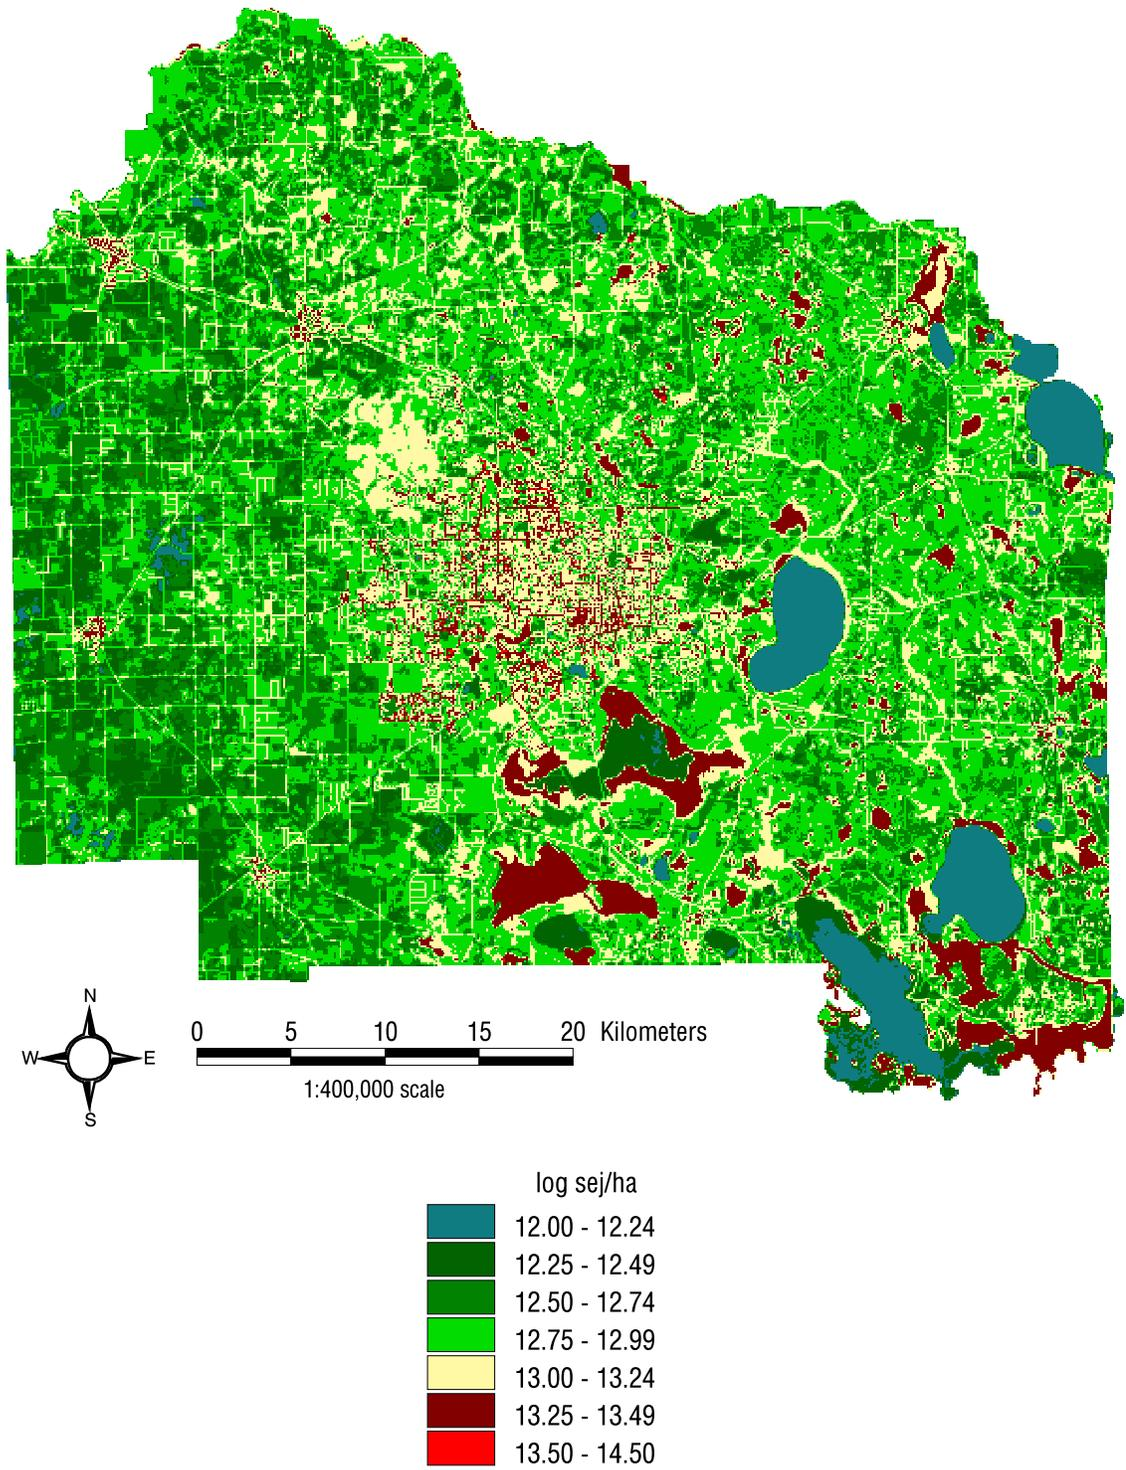 N
W E
S
0 5 10 15 20 Kilometers
1:400,000 scale
log sej/ha
12.00 - 12.24
12.25 - 12.49
12.50 - 12.74
12.75 - 12.99
13.00 - 13.24
13.25 - 13.49
13.50 - 14.50